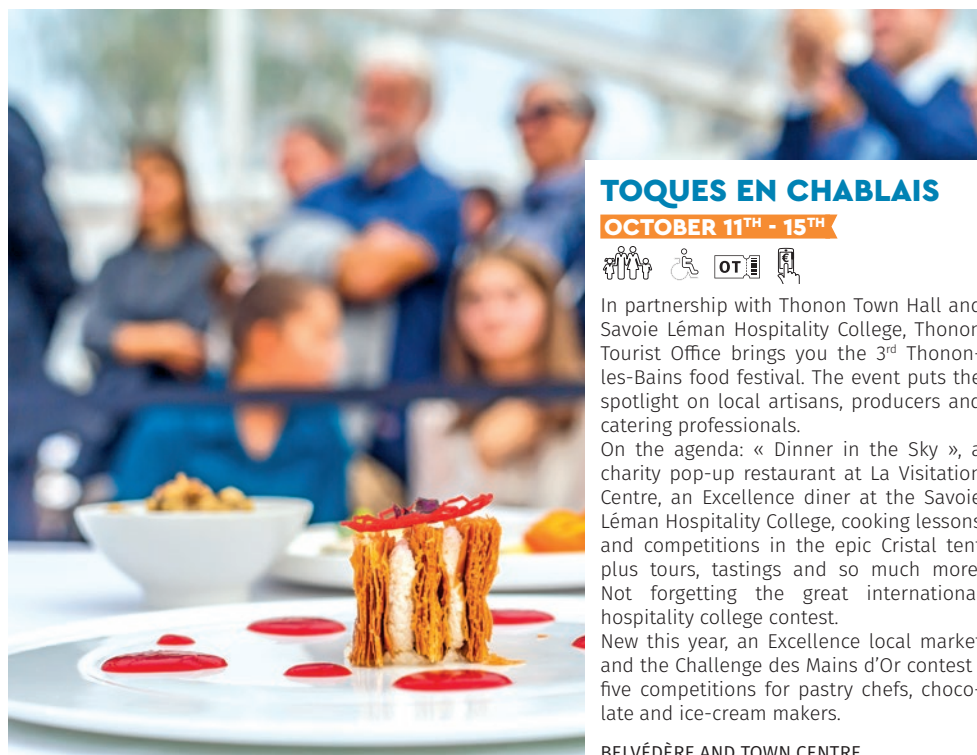 TOQUES EN CHABLAIS
OCTOBER 11TH - 15TH
OT €
In partnership with Thonon Town Hall and
Savoie Léman Hospitality College, Thonon
Tourist Office brings you the 3rd Thonon-
les-Bains food festival. The event puts the
spotlight on local artisans, producers and
catering professionals.
On the agenda: « Dinner in the Sky », a
charity pop-up restaurant at La Visitation
Centre, an Excellence diner at the Savoie
Léman Hospitality College, cooking lessons
and competitions in the epic Cristal tent
plus tours, tastings and so much more
Not forgetting the great international
hospitality college contest.
New this year, an Excellence local market
and the Challenge des Mains d'Or contest
five competitions for pastry chefs, choco-
late and ice-cream makers.
BELVÉDÈRE AND TOWN CENTRE